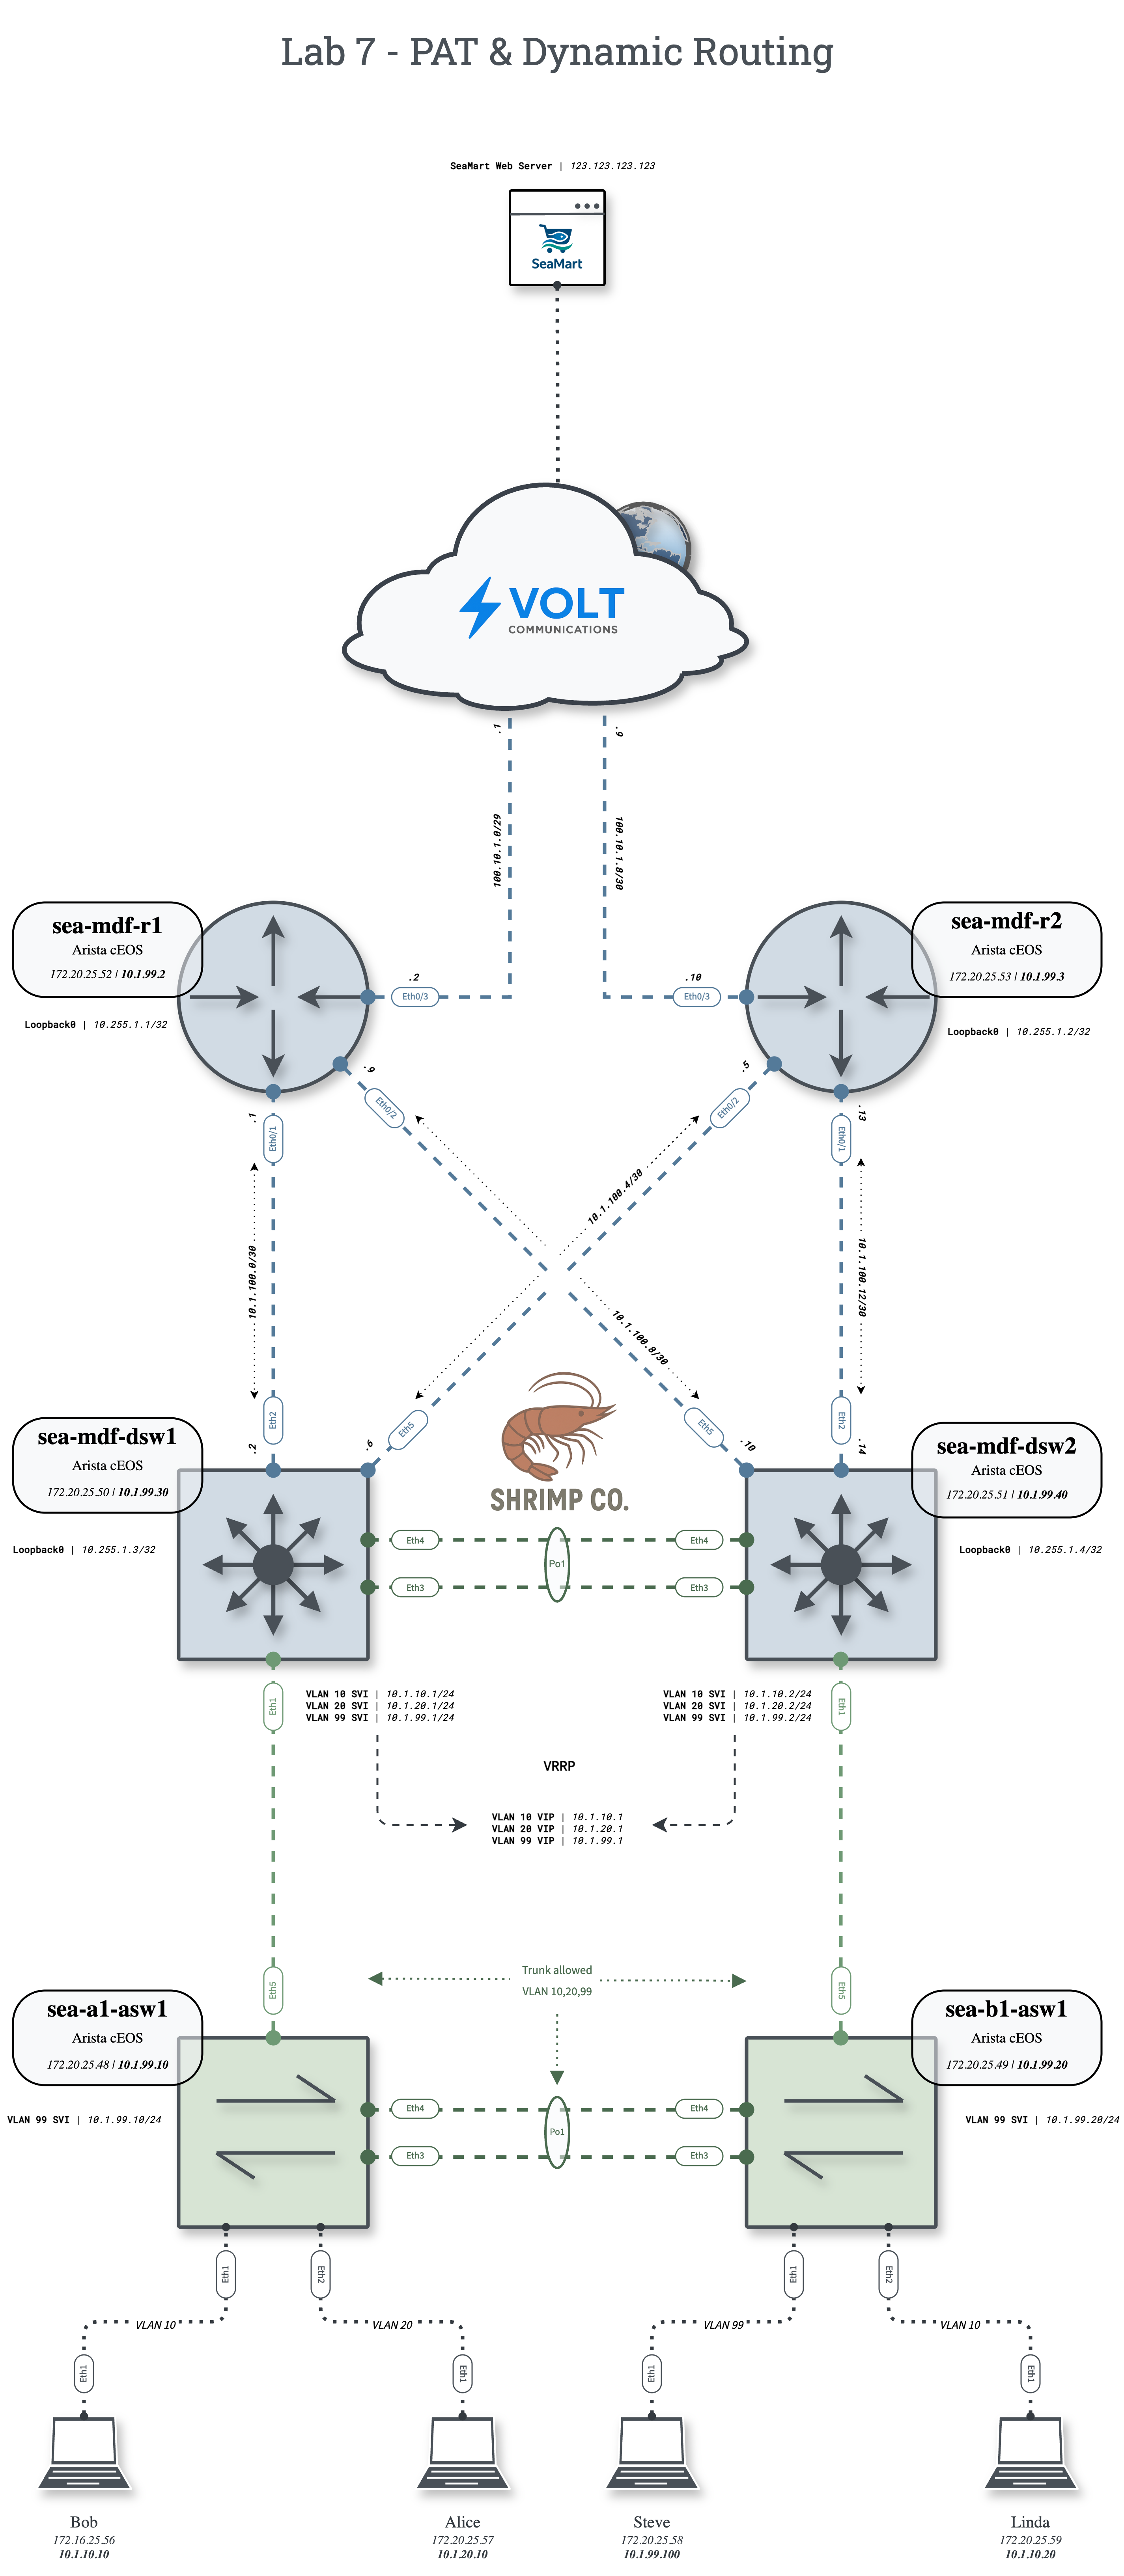 Lab 7 - PAT & Dynamic Routing
SeaMart Web Server | 123.123.123.123
SeaMart
VOLT
COMMUNICATIONS
.1
.9
100.10.1.0/29
100.10.1.8/30
sea-mdf-r1
Arista cEOS
172.20.25.52 | 10.1.99.2
Loopback0 | 10.255.1.1/32
.2
Eth0/3
.10
Eth0/3
sea-mdf-r2
Arista cEOS
172.20.25.53 | 10.1.99.3
Loopback0 | 10.255.1.2/32
.9
.5
.1
Eth0/1
Eth0/2
Eth0/2
.13
Eth0/1
10.1.100.0/30
10.1.100.4/30
10.1.100.8/30
10.1.100.12/30
Eth2
.2
Eth5
.6
Eth5
.10
Eth2
.14
SHRIMP CO.
sea-mdf-dsw1
Arista cEOS
172.20.25.50 | 10.1.99.30
Loopback0 | 10.255.1.3/32
sea-mdf-dsw2
Arista cEOS
172.20.25.51 | 10.1.99.40
Loopback0 | 10.255.1.4/32
Eth4
Eth4
Po1
Eth3
Eth3
Eth1
VLAN 10 SVI | 10.1.10.1/24
VLAN 20 SVI | 10.1.20.1/24
VLAN 99 SVI | 10.1.99.1/24
VLAN 10 SVI | 10.1.10.2/24
VLAN 20 SVI | 10.1.20.2/24
VLAN 99 SVI | 10.1.99.2/24
Eth1
VRRP
VLAN 10 VIP | 10.1.10.1
VLAN 20 VIP | 10.1.20.1
VLAN 99 VIP | 10.1.99.1
Trunk allowed
VLAN 10,20,99
Eth5
Eth5
sea-a1-asw1
Arista cEOS
172.20.25.48 | 10.1.99.10
VLAN 99 SVI | 10.1.99.10/24
sea-b1-asw1
Arista cEOS
172.20.25.49 | 10.1.99.20
VLAN 99 SVI | 10.1.99.20/24
Eth4
Eth4
Po1
Eth3
Eth3
Eth1
Eth2
Eth1
Eth2
VLAN 10
VLAN 20
VLAN 99
VLAN 10
Eth1
Eth1
Eth1
Eth1
Bob
172.16.25.56
10.1.10.10
Alice
172.20.25.57
10.1.20.10
Steve
172.20.25.58
10.1.99.100
Linda
172.20.25.59
10.1.10.20